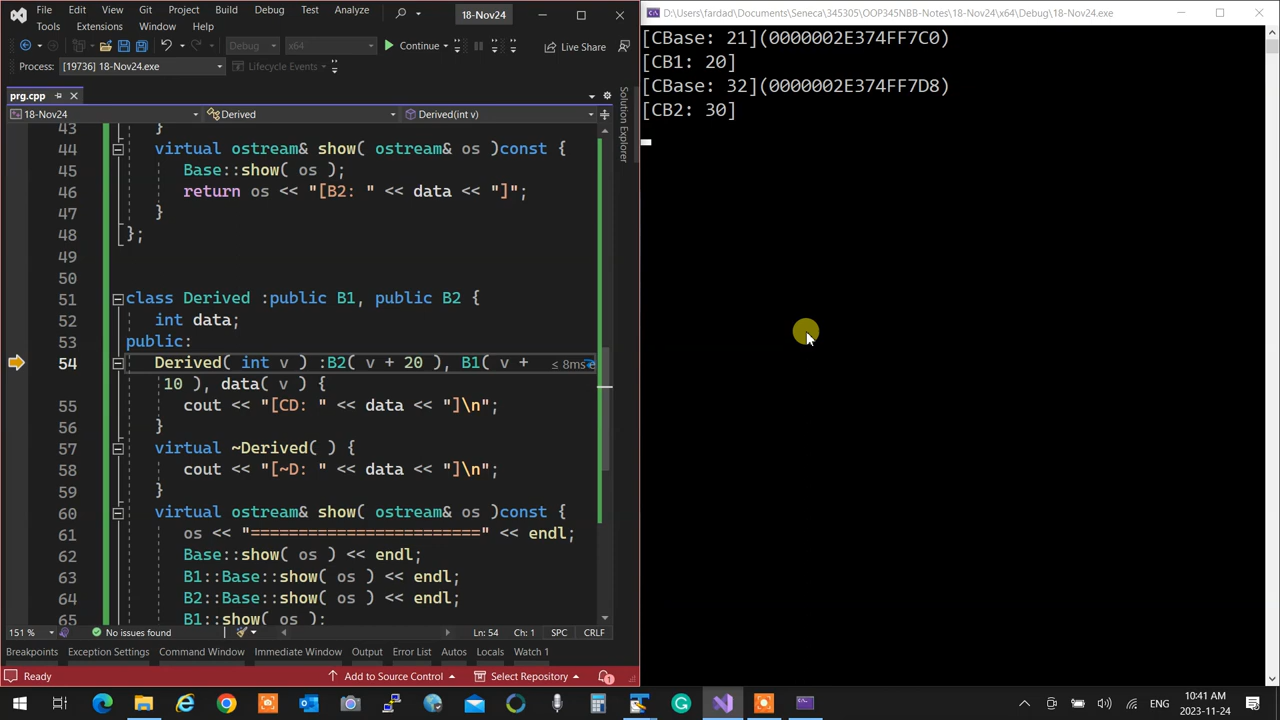 File Edit View Git Project Build Debug Test Analyze
Tools Extensions Window Help
18-Nov24
Debug x64 Continue Live Share
Process: [19736] 18-Nov24.exe Lifecycle Events
prg.cpp
18-Nov24 Derived Derived(int v)
43 }
44 virtual ostream& show( ostream& os )const {
45 Base::show( os );
46 return os << "[B2: " << data << "]";
47 }
48 };
49
50
51 class Derived :public B1, public B2 {
52 int data;
53 public:
54 Derived( int v ) :B2( v + 20 ), B1( v + ≤ 8ms e
10 ), data( v ) {
55 cout << "[CD: " << data << "]\n";
56 }
57 virtual ~Derived( ) {
58 cout << "[~D: " << data << "]\n";
59 }
60 virtual ostream& show( ostream& os )const {
61 os << "========================" << endl;
62 Base::show( os ) << endl;
63 B1::Base::show( os ) << endl;
64 B2::Base::show( os ) << endl;
65 B1::show( os );
151 % No issues found Ln: 54 Ch: 1 SPC CRLF
Breakpoints Exception Settings Command Window Immediate Window Output Error List Autos Locals Watch 1
Ready Add to Source Control Select Repository 1
Solution Explorer
D:\Users\fardad\Documents\Seneca\345305\OOP345NBB-Notes\18-Nov24\x64\Debug\18-Nov24.exe
[CBase: 21](0000002E374FF7C0)
[CB1: 20]
[CBase: 32](0000002E374FF7D8)
[CB2: 30]
ENG
10:41 AM
2023-11-24